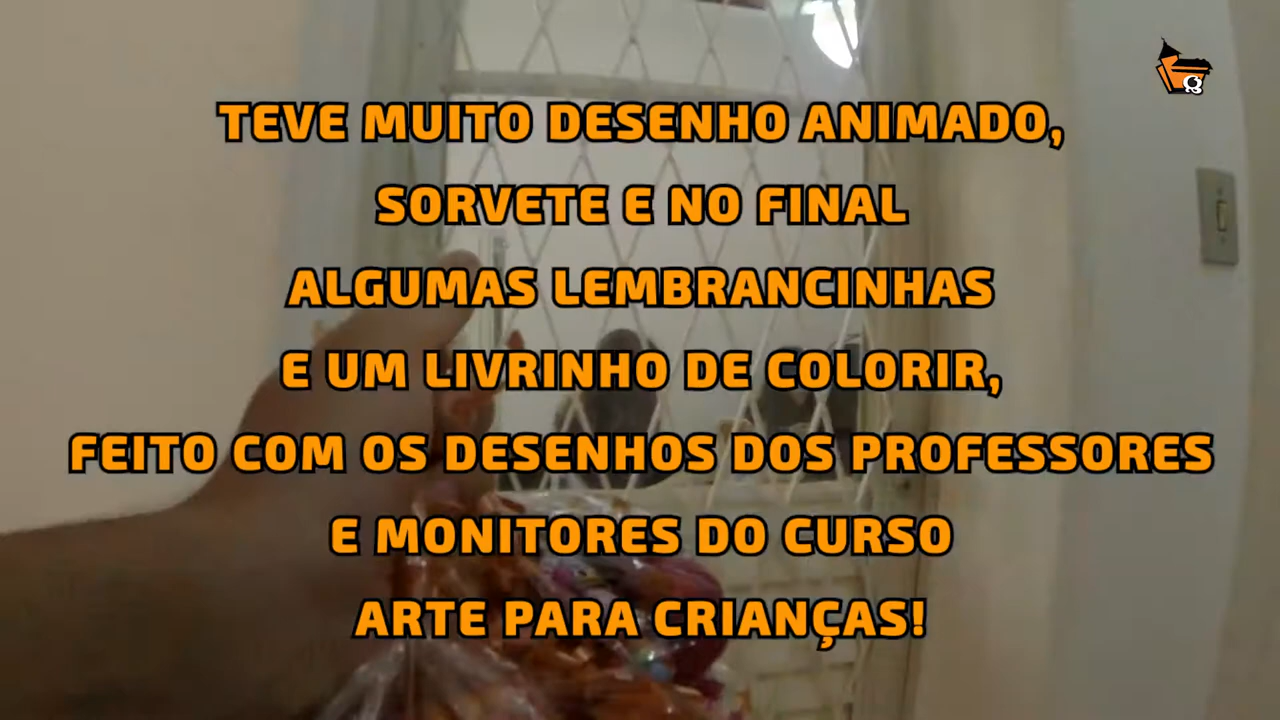 TEVE MUITO DESENHO ANIMADO,
SORVETE E NO FINAL
ALGUMAS LEMBRANCINHAS
E UM LIVRINHO DE COLORIR,
FEITO COM OS DESENHOS DOS PROFESSORES
E MONITORES DO CURSO
ARTE PARA CRIANÇAS!